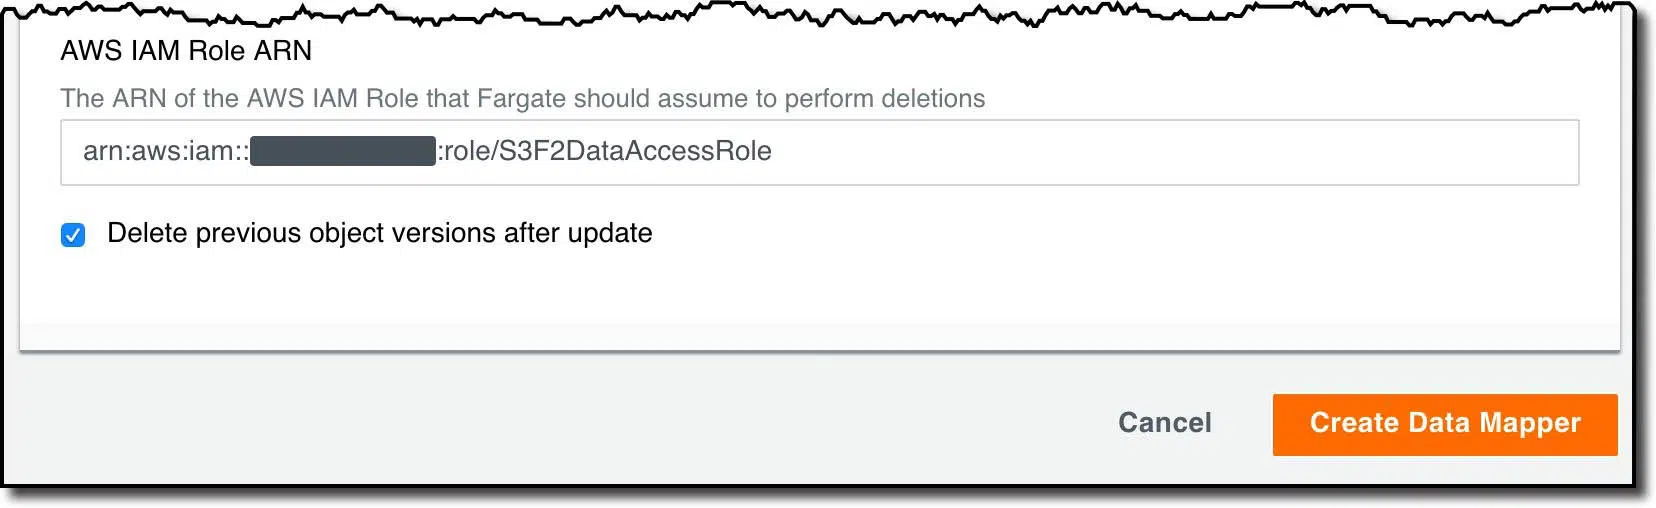 AWS IAM Role ARN
The ARN of the AWS IAM Role that Fargate should assume to perform deletions
arn:aws:iam:::role/S3F2DataAccessRole
Delete previous object versions after update
Cancel
Create Data Mapper